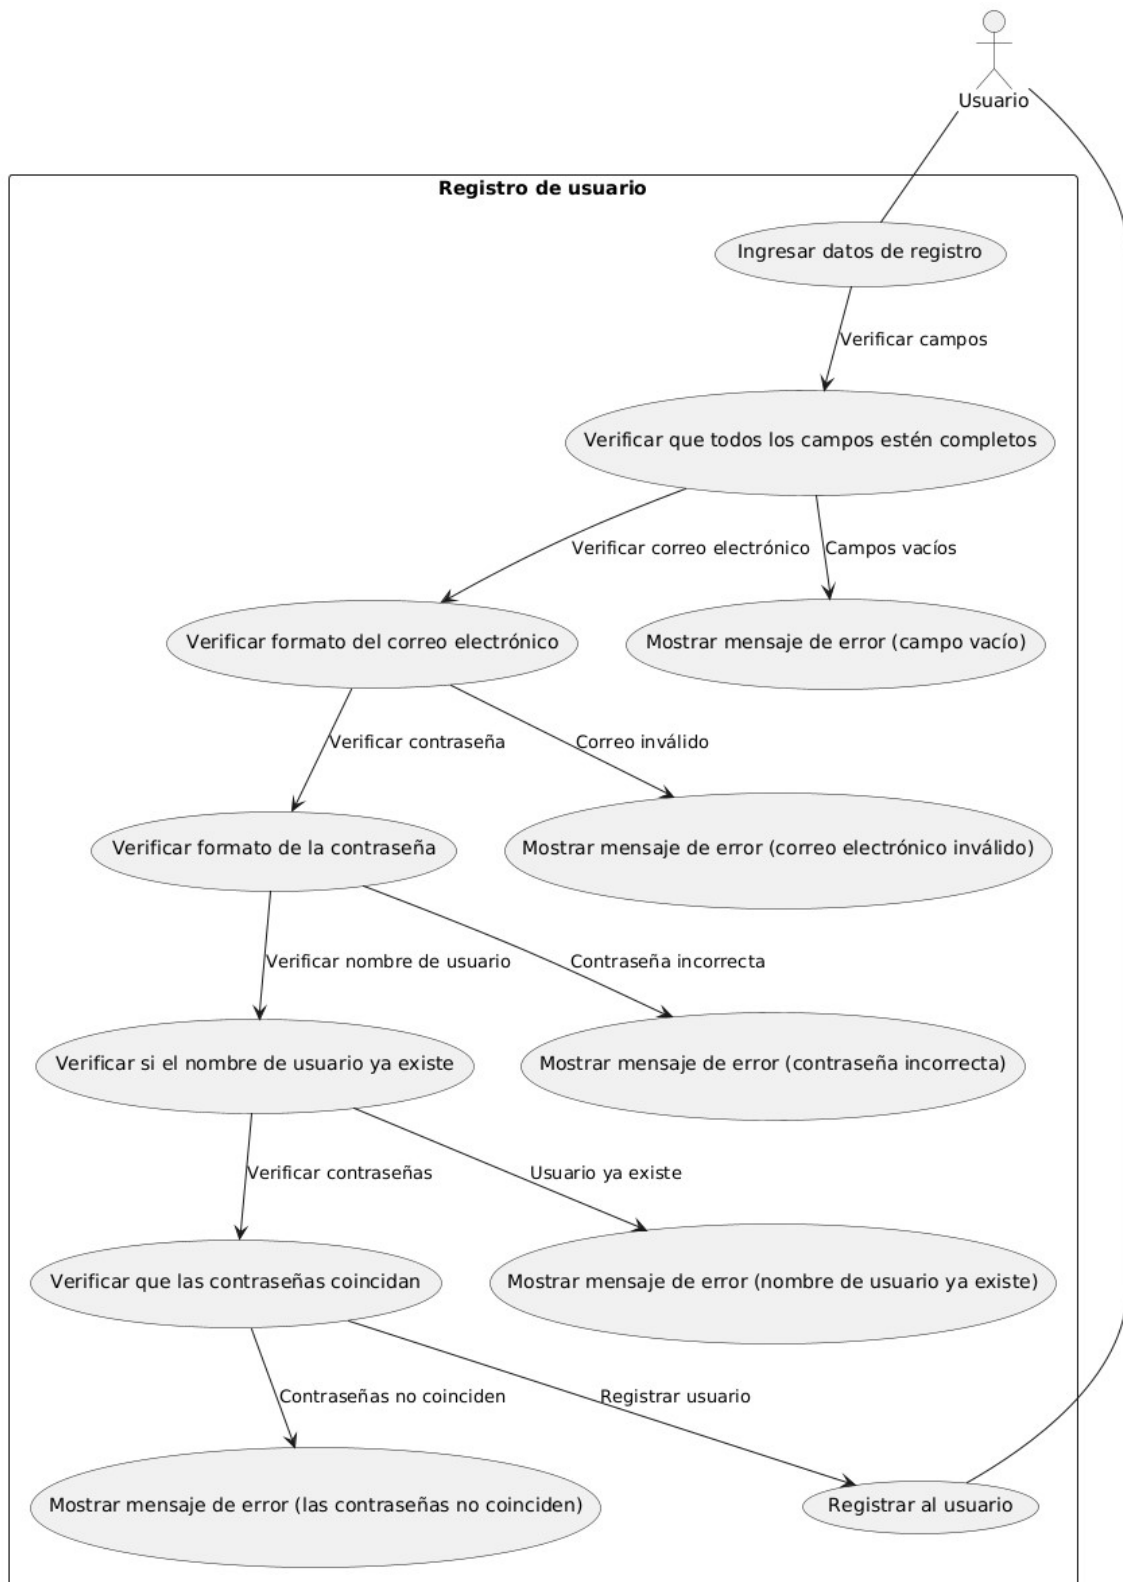 Usuario
Registro de usuario
Ingresar datos de registro
Verificar campos
Verificar que todos los campos estén completos
Verificar correo electrónico
Campos vacíos
Verificar formato del correo electrónico
Mostrar mensaje de error (campo vacío)
Verificar contraseña
Correo inválido
Verificar formato de la contraseña
Mostrar mensaje de error (correo electrónico inválido)
Verificar nombre de usuario
Contraseña incorrecta
Verificar si el nombre de usuario ya existe
Mostrar mensaje de error (contraseña incorrecta)
Verificar contraseñas
Usuario ya existe
Verificar que las contraseñas coincidan
Mostrar mensaje de error (nombre de usuario ya existe)
Contraseñas no coinciden
Registrar usuario
Mostrar mensaje de error (las contraseñas no coinciden)
Registrar al usuario